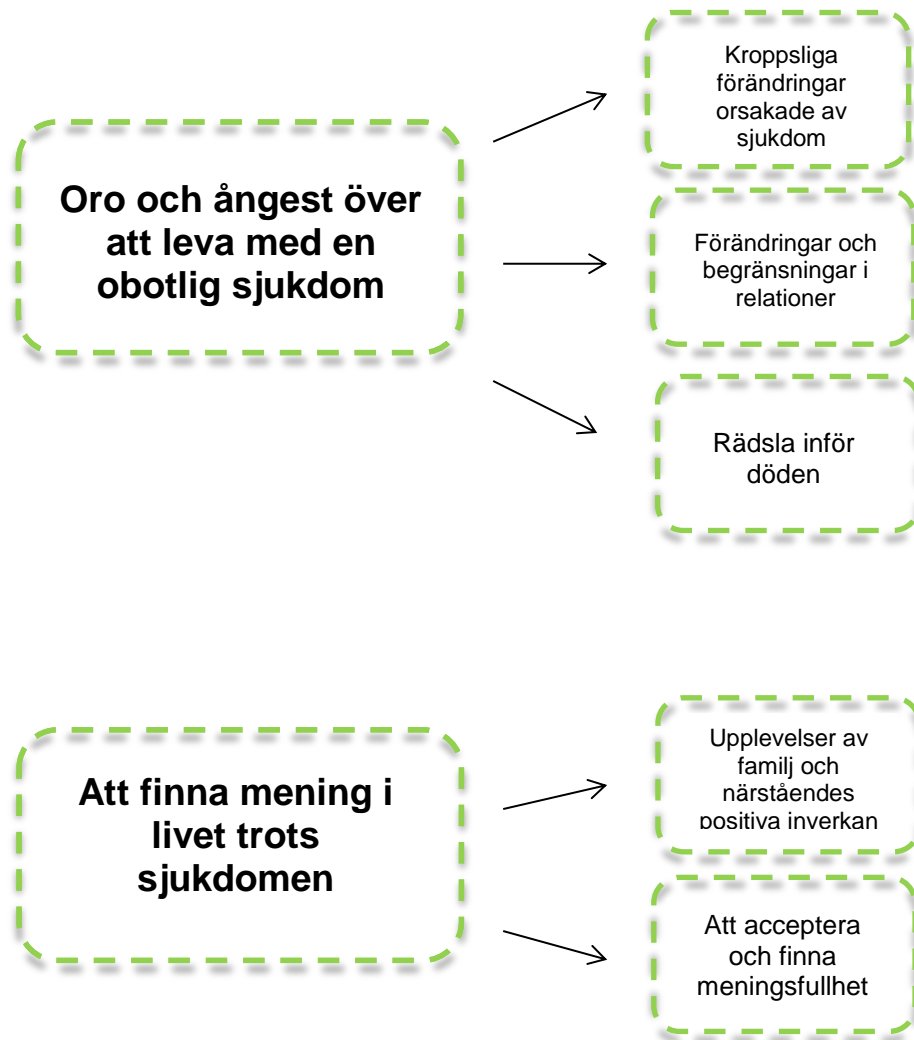 Oro och ångest över
att leva med en
obotlig sjukdom
Kroppsliga
förändringar
orsakade av
sjukdom
Förändringar och
begränsningar i
relationer
Rädsla inför
döden
Att finna mening i
livet trots
sjukdomen
Upplevelser av
familj och
närståendes
positiva inverkan
Att acceptera
och finna
meningsfullhet